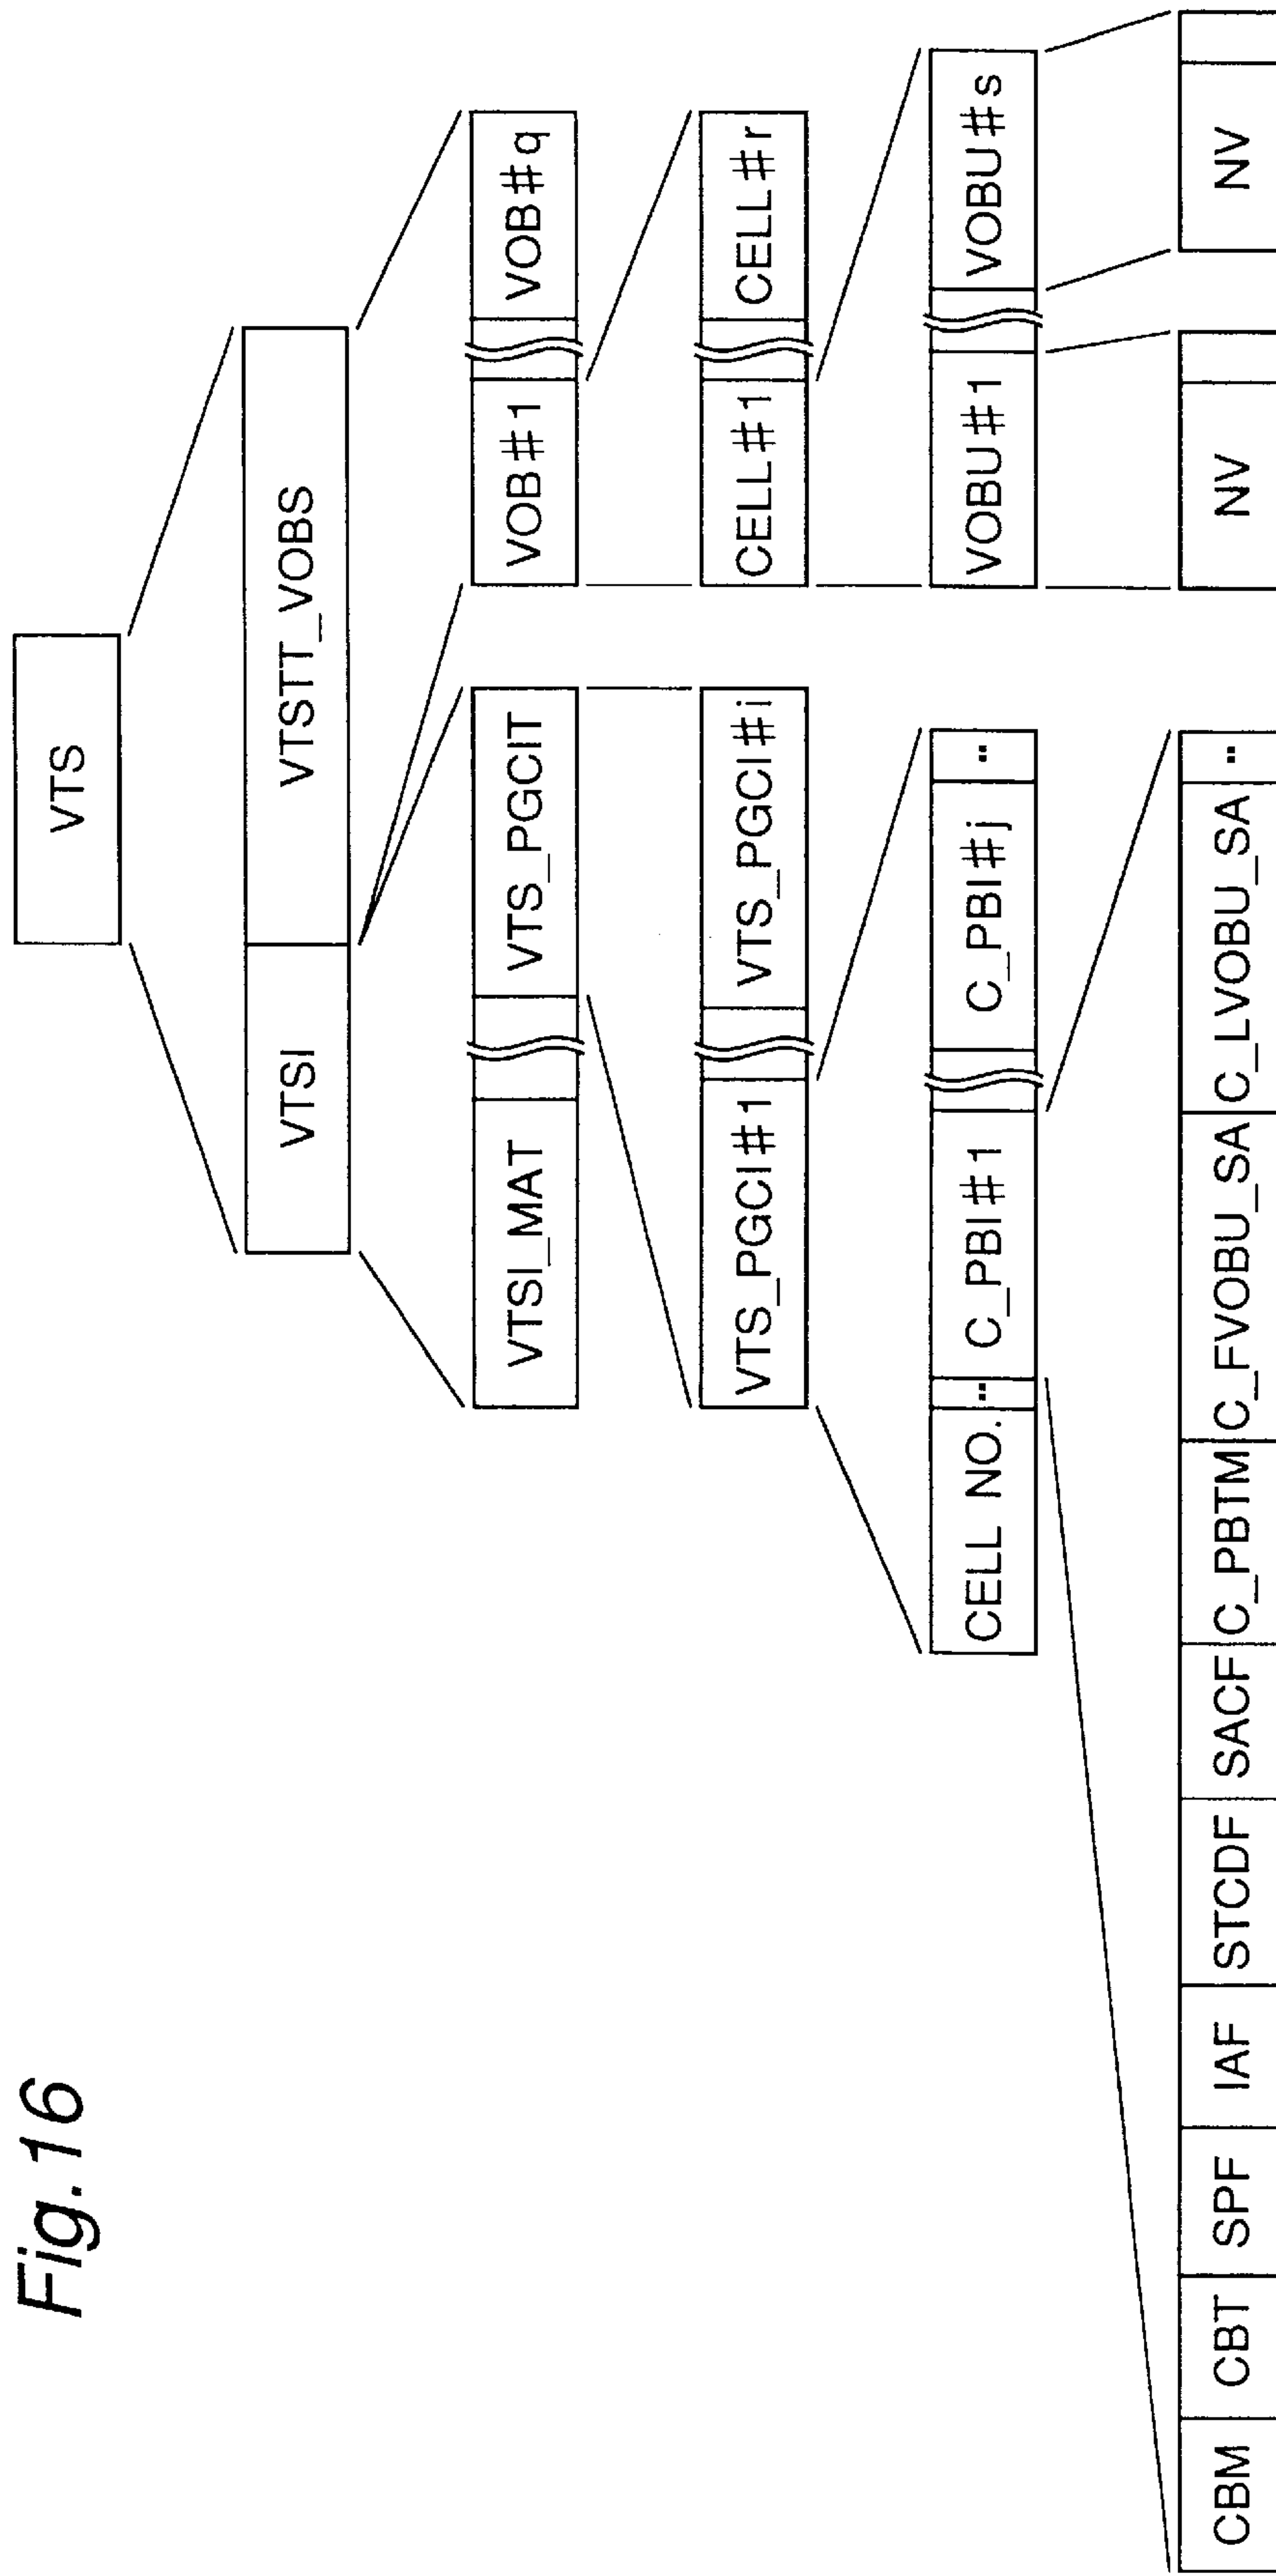 Fig.16
VTS
VTSI VTSTT_VOBS
VTSI_MAT VTS_PGCIT VOB#1 VOB#q
VTS_PGCI#1 VTS_PGCI#i CELL#1 CELL#r
CELL NO. ·· C_PBI#1 C_PBI#j ·· VOBU#1 VOBU#s
CBM CBT SPF IAF STCDF SACF C_PBTM C_FVOBU_SA C_LVOBU_SA ·· NV NV